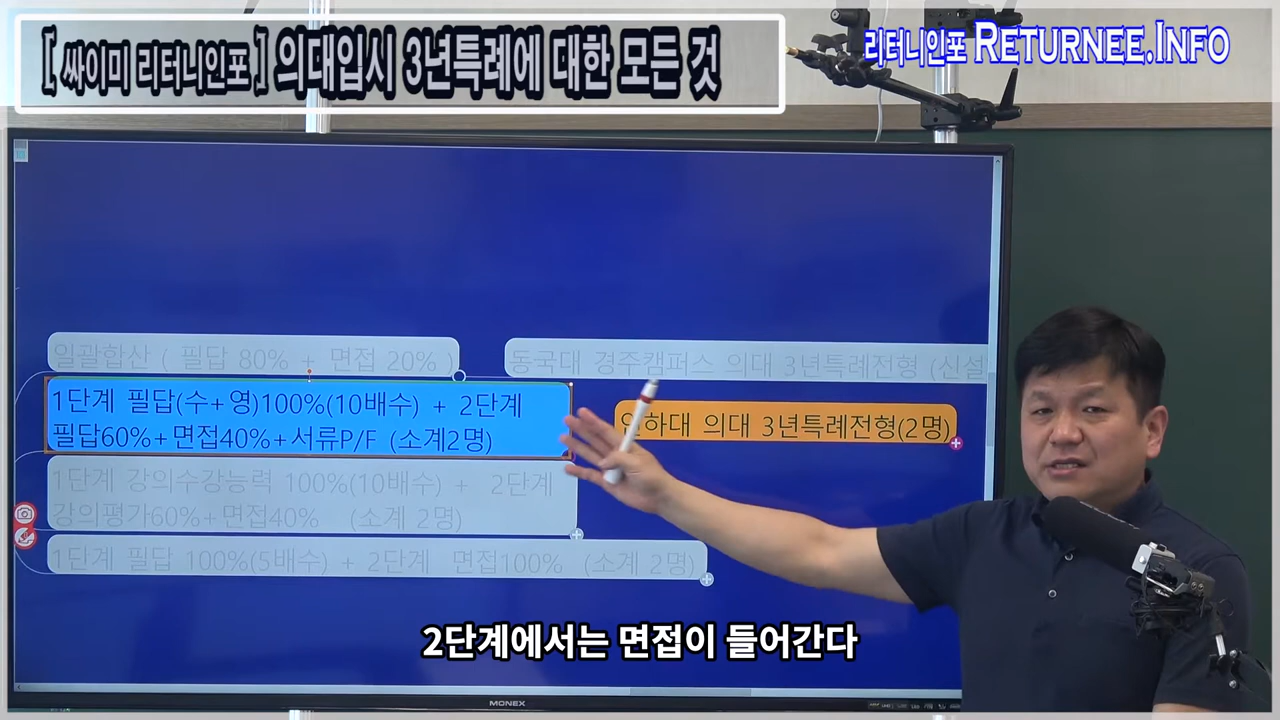 [ 싸이미 리터니인포 ] 의대입시 3년특례에 대한 모든 것
리터니인포 RETURNEE.INFO
일괄합산 ( 필답 80% + 면접 20% )
동국대 경주캠퍼스 의대 3년특례전형 (신설
1단계 필답(수+영)100%(10배수) + 2단계
필답60%+면접40%+서류P/F (소계2명)
인하대 의대 3년특례전형(2명)
1단계 강의수강능력 100%(10배수) + 2단계
강의평가60%+면접40% (소계 2명)
1단계 필답 100%(5배수) + 2단계 면접100% (소계 2명)
2단계에서는 면접이 들어간다
MONEX